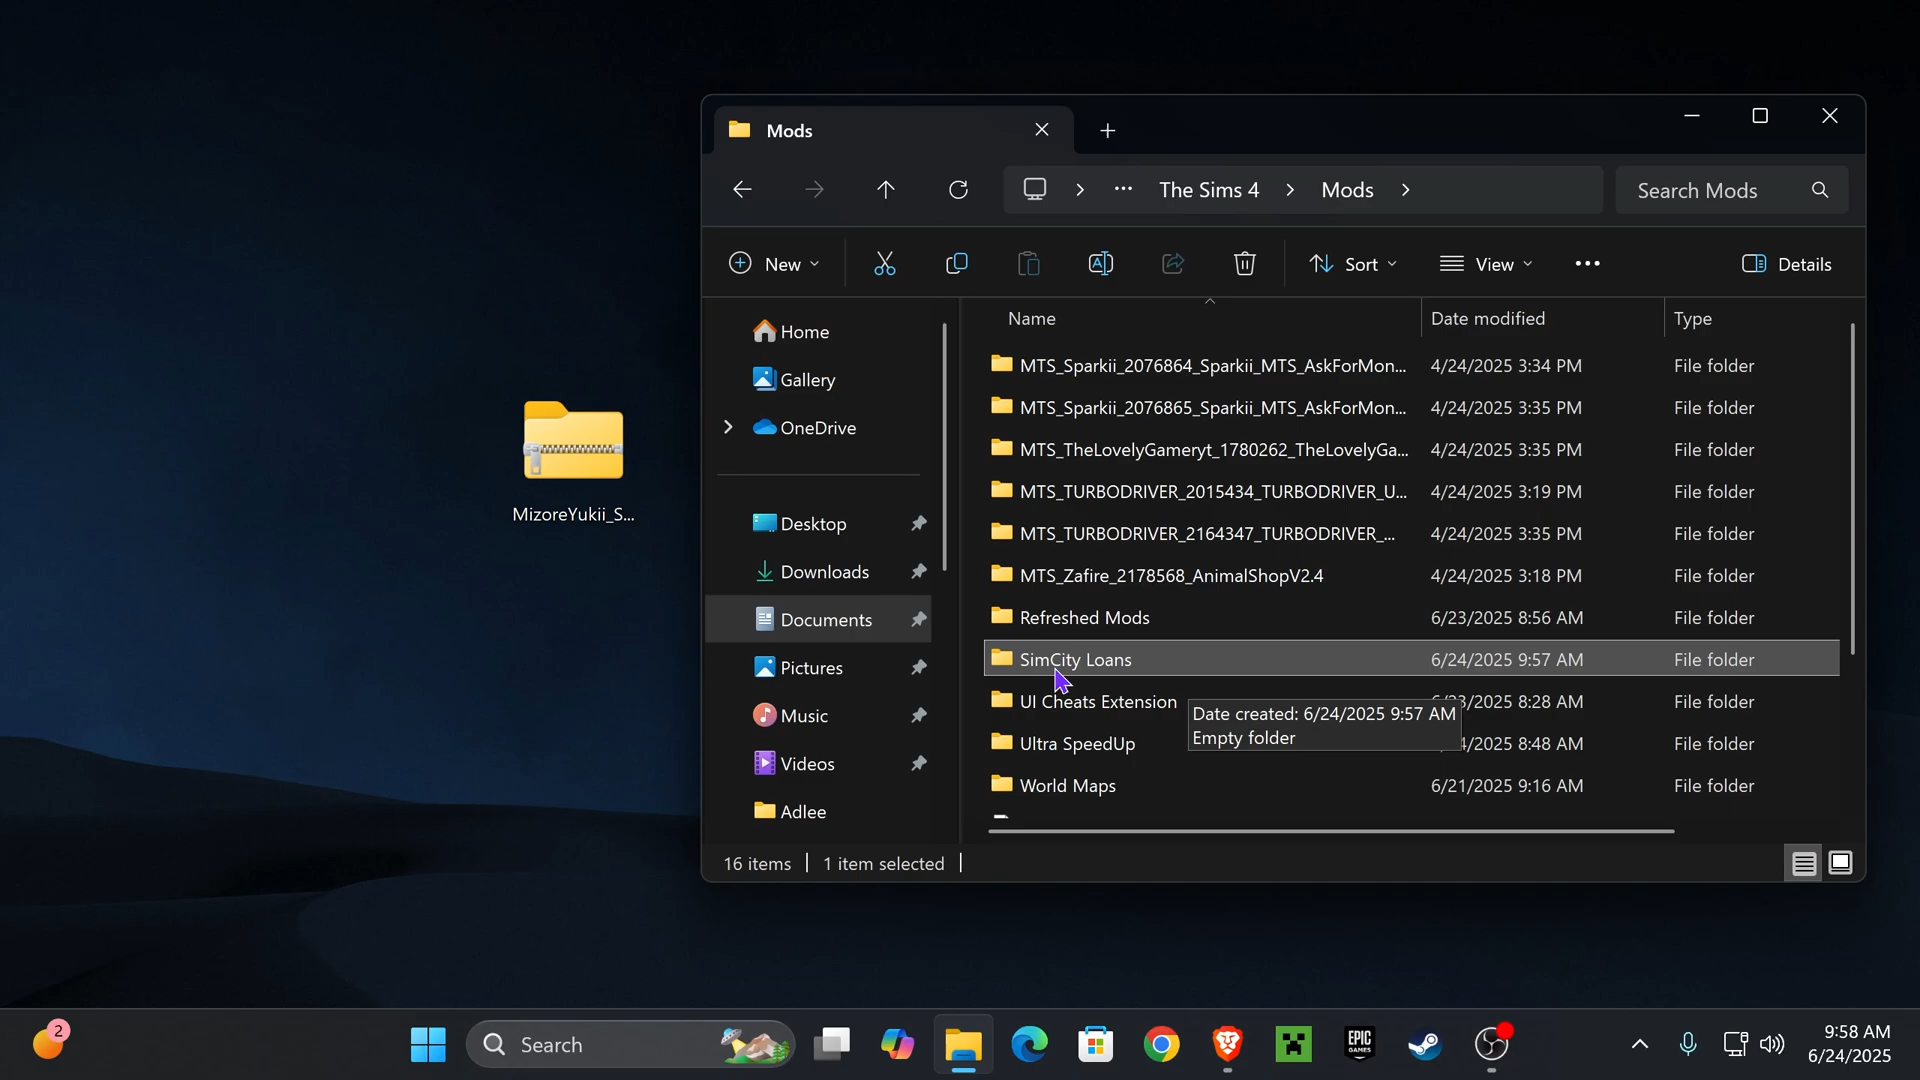 Mods
The Sims 4
Mods
Search Mods
New
Sort
View
Details
Home
Gallery
OneDrive
Desktop
Downloads
Documents
Pictures
Music
Videos
Adlee
Name Date modified Type
MTS_Sparkii_2076864_Sparkii_MTS_AskForMon... 4/24/2025 3:34 PM File folder
MTS_Sparkii_2076865_Sparkii_MTS_AskForMon... 4/24/2025 3:35 PM File folder
MTS_TheLovelyGameryt_1780262_TheLovelyGa... 4/24/2025 3:35 PM File folder
MTS_TURBODRIVER_2015434_TURBODRIVER_U... 4/24/2025 3:19 PM File folder
MTS_TURBODRIVER_2164347_TURBODRIVER_... 4/24/2025 3:35 PM File folder
MTS_Zafire_2178568_AnimalShopV2.4 4/24/2025 3:18 PM File folder
Refreshed Mods 6/23/2025 8:56 AM File folder
SimCity Loans 6/24/2025 9:57 AM File folder
UI Cheats Extension 8:28 AM File folder
Date created: 6/24/2025 9:57 AM
Empty folder
Ultra SpeedUp 8:48 AM File folder
World Maps 6/21/2025 9:16 AM File folder
16 items 1 item selected
MizoreYukii_S...
2
Search
EPIC
GAMES
9:58 AM
6/24/2025